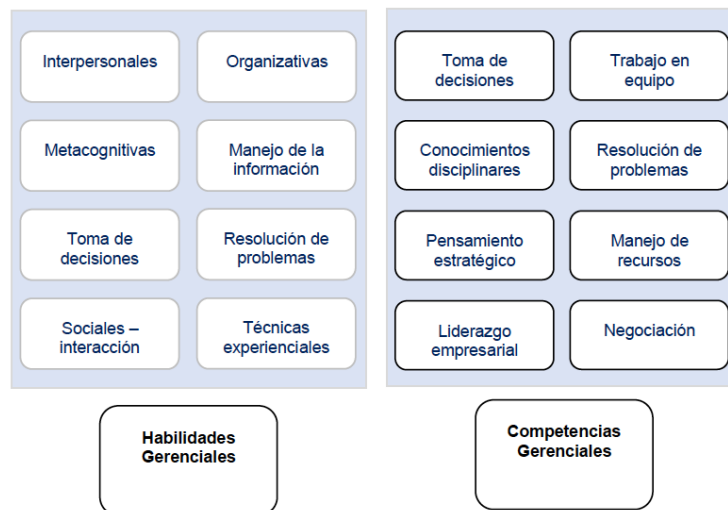 Interpersonales
Organizativas
Metacognitivas
Manejo de la
información
Toma de
decisiones
Resolución de
problemas
Sociales –
interacción
Técnicas
experienciales
Habilidades
Gerenciales
Toma de
decisiones
Trabajo en
equipo
Conocimientos
disciplinares
Resolución de
problemas
Pensamiento
estratégico
Manejo de
recursos
Liderazgo
empresarial
Negociación
Competencias
Gerenciales